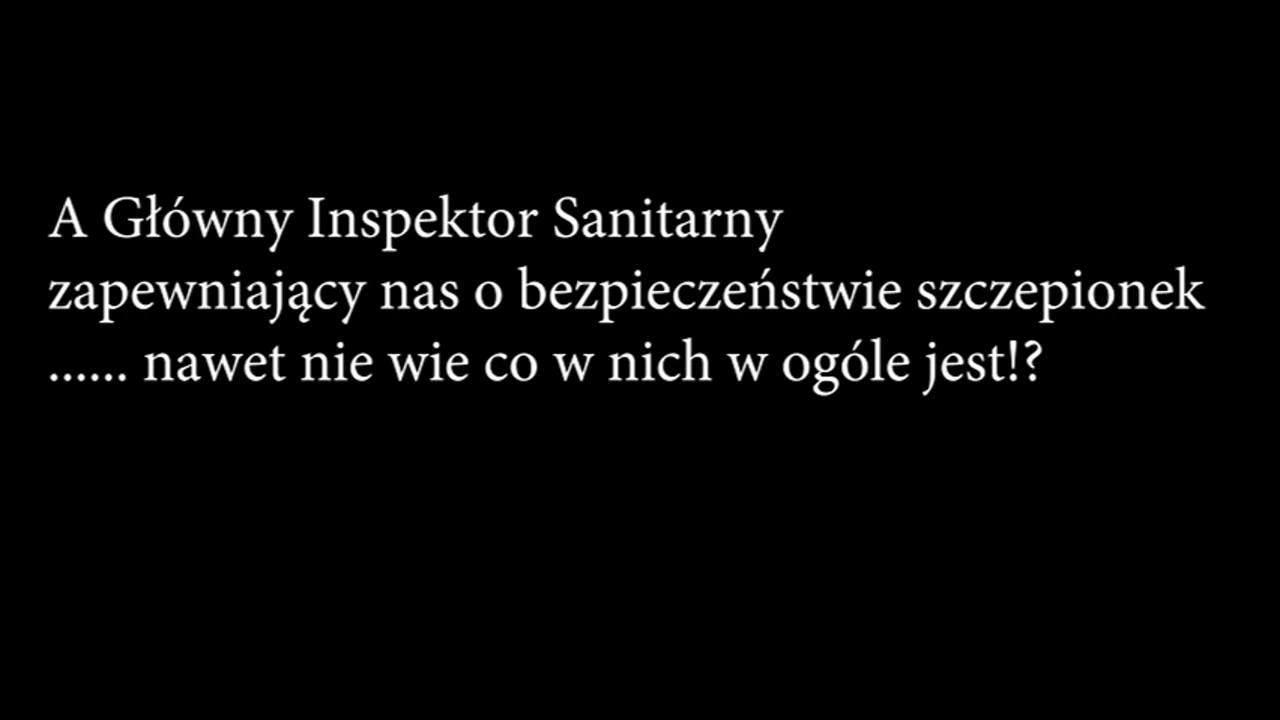 A Główny Inspektor Sanitarny
zapewniający nas o bezpieczeństwie szczepionek
...... nawet nie wie co w nich w ogóle jest!?